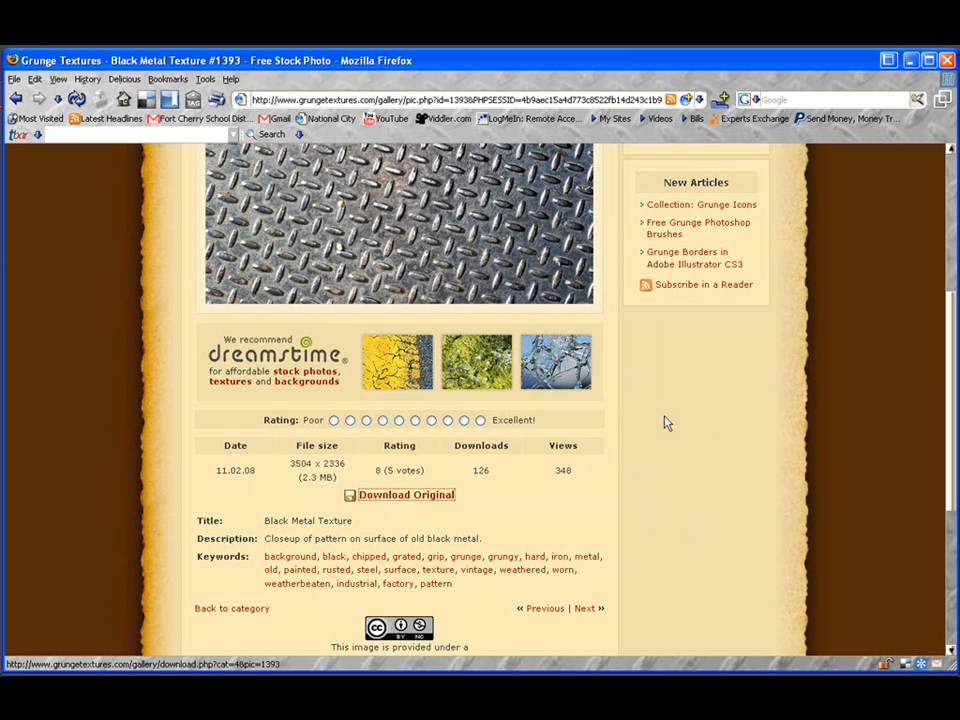 Grunge Textures - Black Metal Texture #1393 - Free Stock Photo - Mozilla Firefox
File Edit View History Delicious Bookmarks Tools Help
http://www.grungetextures.com/gallery/pic.php?id=1393&PHPSESSID=4b9aec15a4d773c8522fb14d243c1b9
Google
Most Visited Latest Headlines Fort Cherry School Dist... Gmail National City YouTube Viddler.com LogMeIn: Remote Acce... My Sites Videos Bills Experts Exchange Send Money, Money Tr...
tbar Search
New Articles
Collection: Grunge Icons
Free Grunge Photoshop
Brushes
Grunge Borders in
Adobe Illustrator CS3
Subscribe in a Reader
We recommend
dreamstime®
for affordable stock photos,
textures and backgrounds
Rating: Poor Excellent!
Date File size Rating Downloads Views
11.02.08 3504 x 2336 (2.3 MB) 8 (5 votes) 126 348
Download Original
Title: Black Metal Texture
Description: Closeup of pattern on surface of old black metal.
Keywords: background, black, chipped, grated, grip, grunge, grungy, hard, iron, metal,
old, painted, rusted, steel, surface, texture, vintage, weathered, worn,
weatherbeaten, industrial, factory, pattern
Back to category « Previous | Next »
CC BY NC
This image is provided under a
http://www.grungetextures.com/gallery/download.php?cat=4&pic=1393